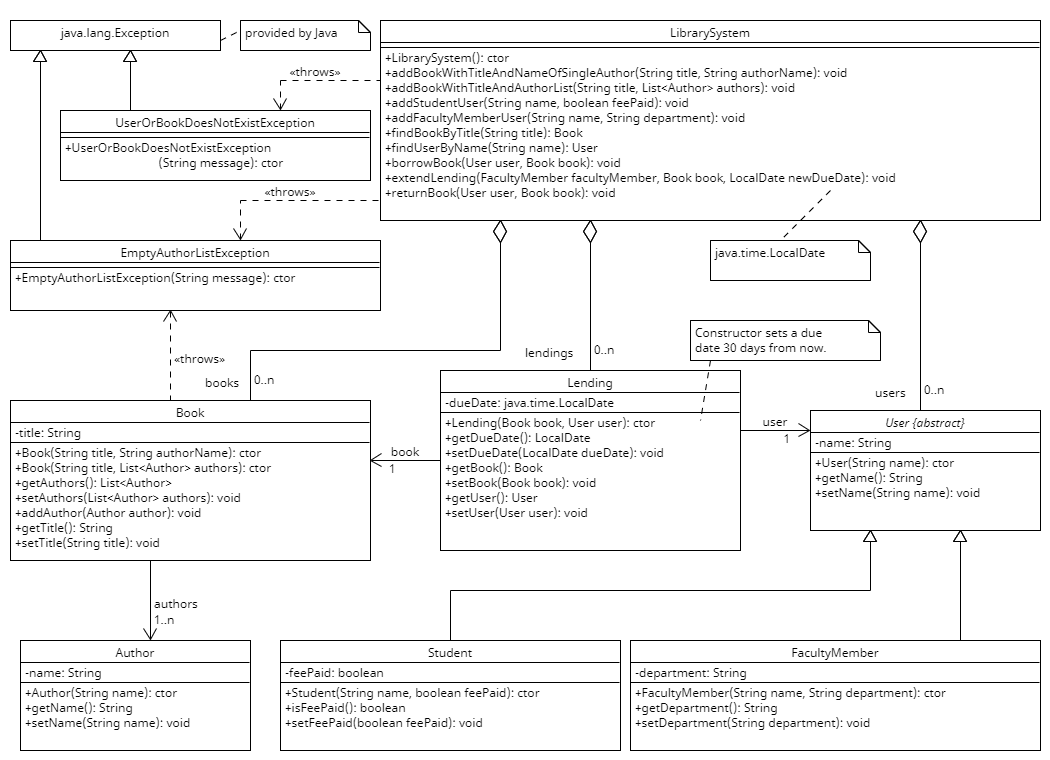 java.lang.Exception
provided by Java
LibrarySystem
+LibrarySystem(): ctor
+addBookWithTitleAndNameOfSingleAuthor(String title, String authorName): void
+addBookWithTitleAndAuthorList(String title, List<Author> authors): void
+addStudentUser(String name, boolean feePaid): void
+addFacultyMemberUser(String name, String department): void
+findBookByTitle(String title): Book
+findUserByName(String name): User
+borrowBook(User user, Book book): void
+extendLending(FacultyMember facultyMember, Book book, LocalDate newDueDate): void
+returnBook(User user, Book book): void
«throws»
UserOrBookDoesNotExistException
+UserOrBookDoesNotExistException
(String message): ctor
«throws»
EmptyAuthorListException
+EmptyAuthorListException(String message): ctor
java.time.LocalDate
«throws»
books
0..n
lendings
0..n
Constructor sets a due
date 30 days from now.
users
0..n
Book
-title: String
+Book(String title, String authorName): ctor
+Book(String title, List<Author> authors): ctor
+getAuthors(): List<Author>
+setAuthors(List<Author> authors): void
+addAuthor(Author author): void
+getTitle(): String
+setTitle(String title): void
book
1
Lending
-dueDate: java.time.LocalDate
+Lending(Book book, User user): ctor
+getDueDate(): LocalDate
+setDueDate(LocalDate dueDate): void
+getBook(): Book
+setBook(Book book): void
+getUser(): User
+setUser(User user): void
user
1
User {abstract}
-name: String
+User(String name): ctor
+getName(): String
+setName(String name): void
authors
1..n
Author
-name: String
+Author(String name): ctor
+getName(): String
+setName(String name): void
Student
-feePaid: boolean
+Student(String name, boolean feePaid): ctor
+isFeePaid(): boolean
+setFeePaid(boolean feePaid): void
FacultyMember
-department: String
+FacultyMember(String name, String department): ctor
+getDepartment(): String
+setDepartment(String department): void